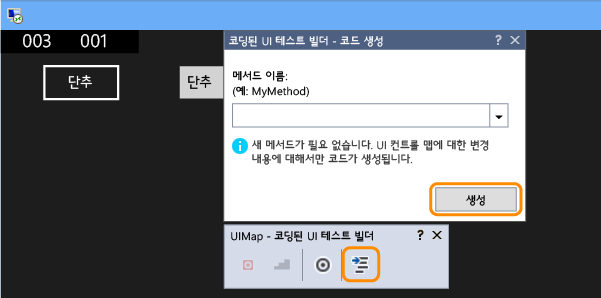 003 001
코딩된 UI 테스트 빌더 - 코드 생성
단추
단추
메서드 이름:
(예: MyMethod)
새 메서드가 필요 없습니다. UI 컨트롤 맵에 대한 변경
내용에 대해서만 코드가 생성됩니다.
생성
UIMap - 코딩된 UI 테스트 빌더